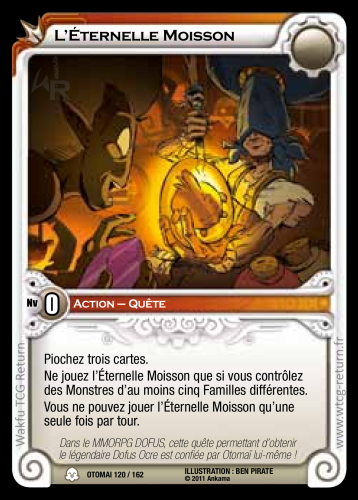 L'Éternelle Moisson
Nv 0 Action – Quête
Piochez trois cartes.
Ne jouez l'Éternelle Moisson que si vous contrôlez
des Monstres d'au moins cinq Familles différentes.
Vous ne pouvez jouer l'Éternelle Moisson qu'une
seule fois par tour.
Dans le MMORPG DOFUS, cette quête permettant d'obtenir
le légendaire Dofus Ocre est confiée par Otomaï lui-même !
OTOMAI 120 / 162
ILLUSTRATION : BEN PIRATE
© 2011 Ankama
Wakfu TCG Return
www.wtcg-return.fr